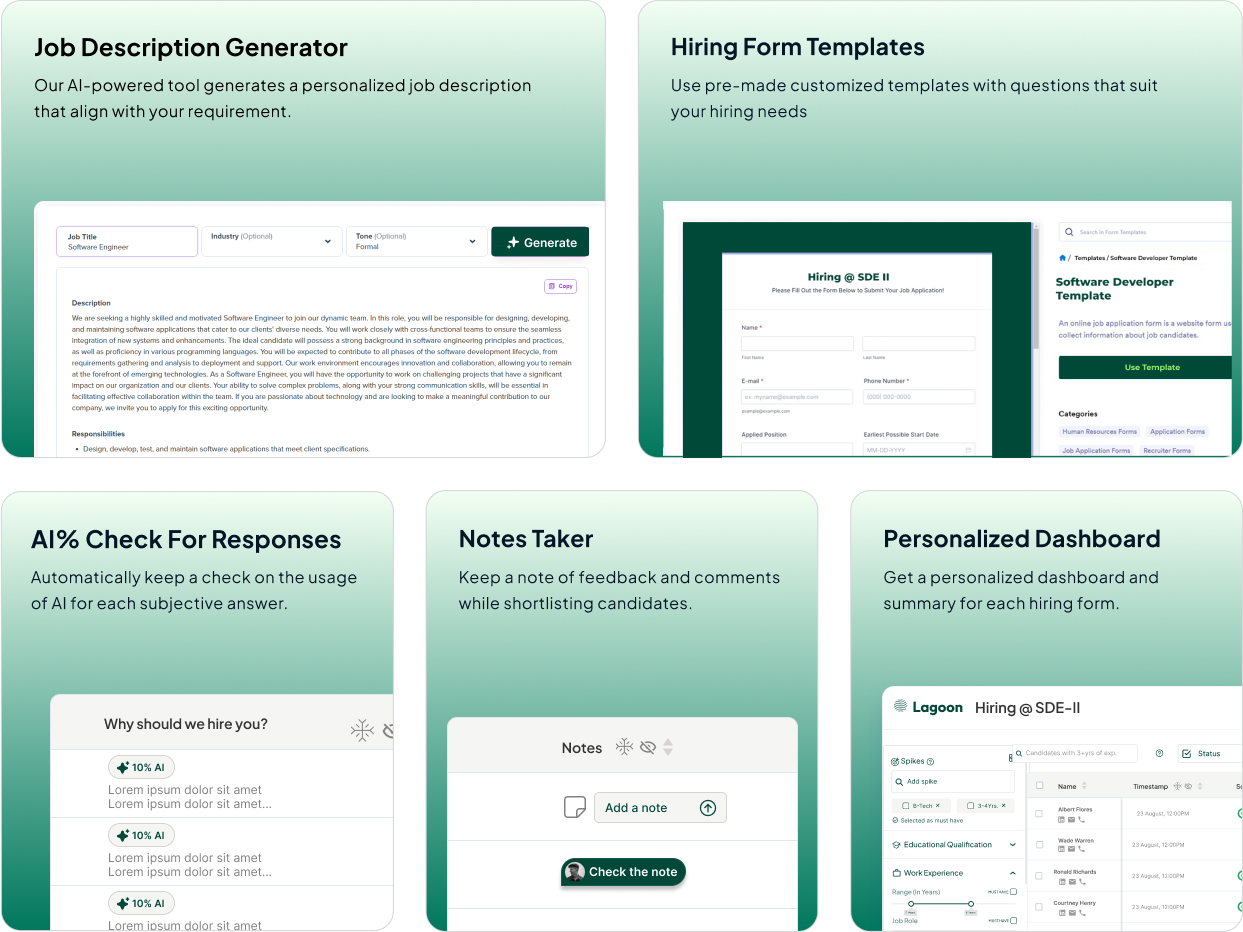 Job Description Generator
Our AI-powered tool generates a personalized job description
that align with your requirement.
Job Title
Software Engineer
Industry (Optional)
Tone (Optional)
Formal
Generate
Copy
Description
We are seeking a highly skilled and motivated Software Engineer to join our dynamic team. In this role, you will be responsible for designing, developing,
and maintaining software applications that cater to our clients' diverse needs. You will work closely with cross-functional teams to ensure the seamless
integration of new systems and enhancements. The ideal candidate will possess a strong background in software engineering principles and practices,
as well as proficiency in various programming languages. You will be expected to contribute to all phases of the software development lifecycle, from
requirements gathering and analysis to deployment and support. Our work environment encourages innovation and collaboration, allowing you to remain
at the forefront of emerging technologies. As a Software Engineer, you will have the opportunity to work on challenging projects that have a significant
impact on our organization and our clients. Your ability to solve complex problems, along with your strong communication skills, will be essential in
facilitating effective collaboration within the team. If you are passionate about technology and are looking to make a meaningful contribution to our
company, we invite you to apply for this exciting opportunity.
Responsibilities
• Design, develop, test, and maintain software applications that meet client specifications.
Hiring Form Templates
Use pre-made customized templates with questions that suit
your hiring needs
Hiring @ SDE II
Please Fill Out the Form Below to Submit Your Job Application!
Name *
First Name
Last Name
E-mail *
Phone Number *
ex: myname@example.com
(000) 000-0000
example@example.com
Applied Position
Earliest Possible Start Date
MM-DD-YYYY
Search in Form Templates
/ Templates / Software Developer Template
Software Developer
Template
An online job application form is a website form us
collect information about job candidates.
Use Template
Categories
Human Resources Forms
Application Forms
Job Application Forms
Recruiter Forms
AI% Check For Responses
Automatically keep a check on the usage
of AI for each subjective answer.
Why should we hire you?
10% AI
Lorem ipsum dolor sit amet
Lorem ipsum dolor sit amet...
10% AI
Lorem ipsum dolor sit amet
Lorem ipsum dolor sit amet...
10% AI
Lorem ipsum dolor sit amet
Notes Taker
Keep a note of feedback and comments
while shortlisting candidates.
Notes
Add a note
Check the note
Personalized Dashboard
Get a personalized dashboard and
summary for each hiring form.
Lagoon
Hiring @ SDE-II
Spikes
Candidates with 3+yrs of exp.
Status
Add spike
B-Tech
3-4Yrs.
Selected as must have
Educational Qualification
Work Experience
Range (In Years)
MUST HAVE
Job Role
MUST HAVE
Name
Timestamp
Albert Flores
23 August, 12:00PM
Wade Warren
23 August, 12:00PM
Ronald Richards
23 August, 12:00PM
Courtney Henry
23 August, 12:00PM